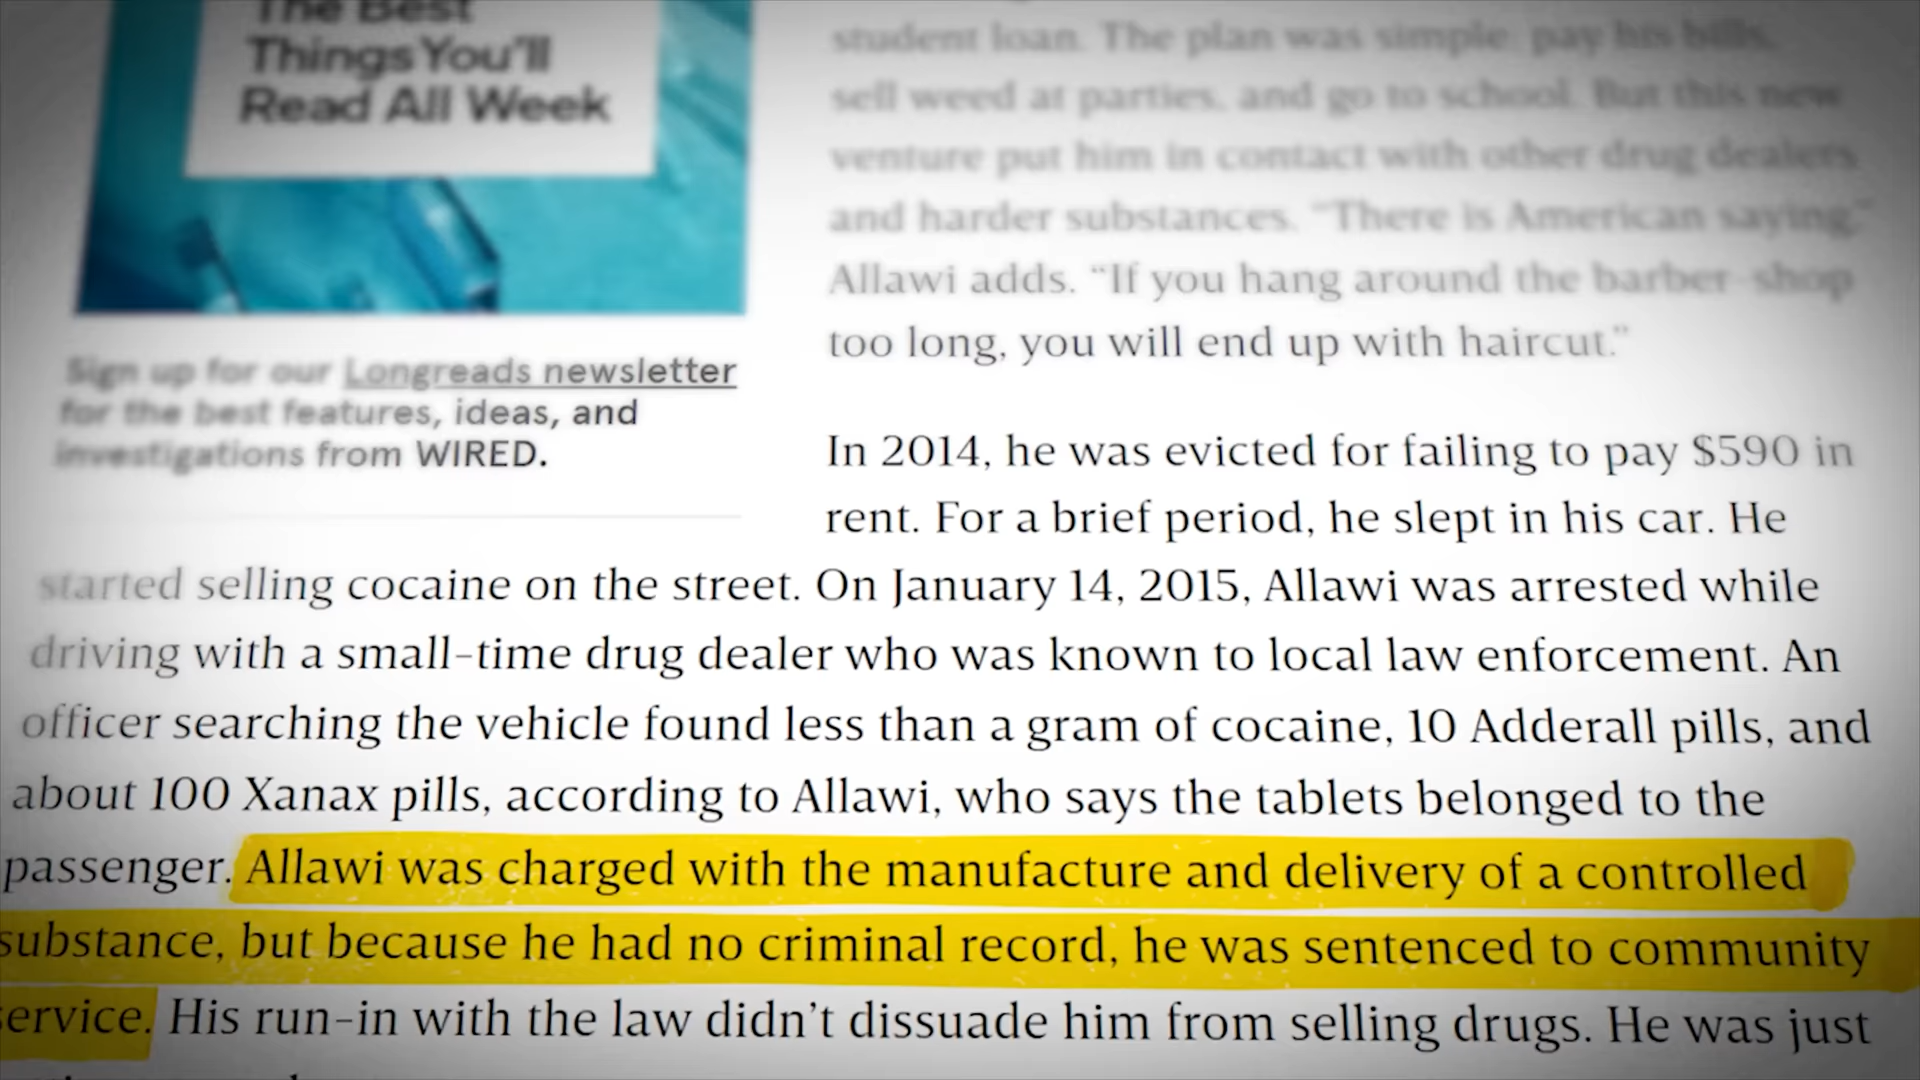 The Best
Things You'll
Read All Week
Sign up for our Longreads newsletter
for the best features, ideas, and
investigations from WIRED.
student loan. The plan was simple: pay his bills,
sell weed at parties, and go to school. But this new
venture put him in contact with other drug dealers
and harder substances. “There is American saying,”
Allawi adds. “If you hang around the barber shop
too long, you will end up with haircut.”
In 2014, he was evicted for failing to pay $590 in
rent. For a brief period, he slept in his car. He
started selling cocaine on the street. On January 14, 2015, Allawi was arrested while
driving with a small-time drug dealer who was known to local law enforcement. An
officer searching the vehicle found less than a gram of cocaine, 10 Adderall pills, and
about 100 Xanax pills, according to Allawi, who says the tablets belonged to the
passenger. Allawi was charged with the manufacture and delivery of a controlled
substance, but because he had no criminal record, he was sentenced to community
service. His run-in with the law didn’t dissuade him from selling drugs. He was just